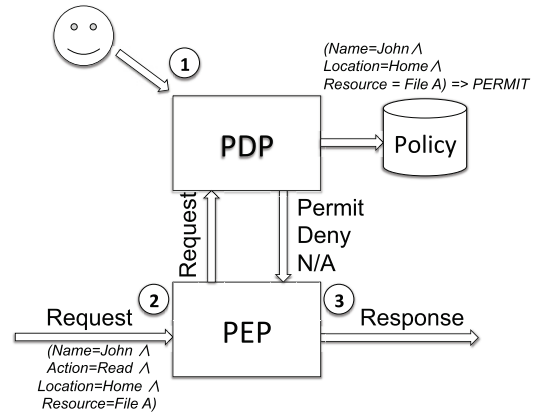 1
(Name=John ∧
Location=Home ∧
Resource = File A) => PERMIT
PDP
Policy
Request
Permit
Deny
N/A
2
3
Request
PEP
Response
(Name=John ∧
Action=Read ∧
Location=Home ∧
Resource=File A)